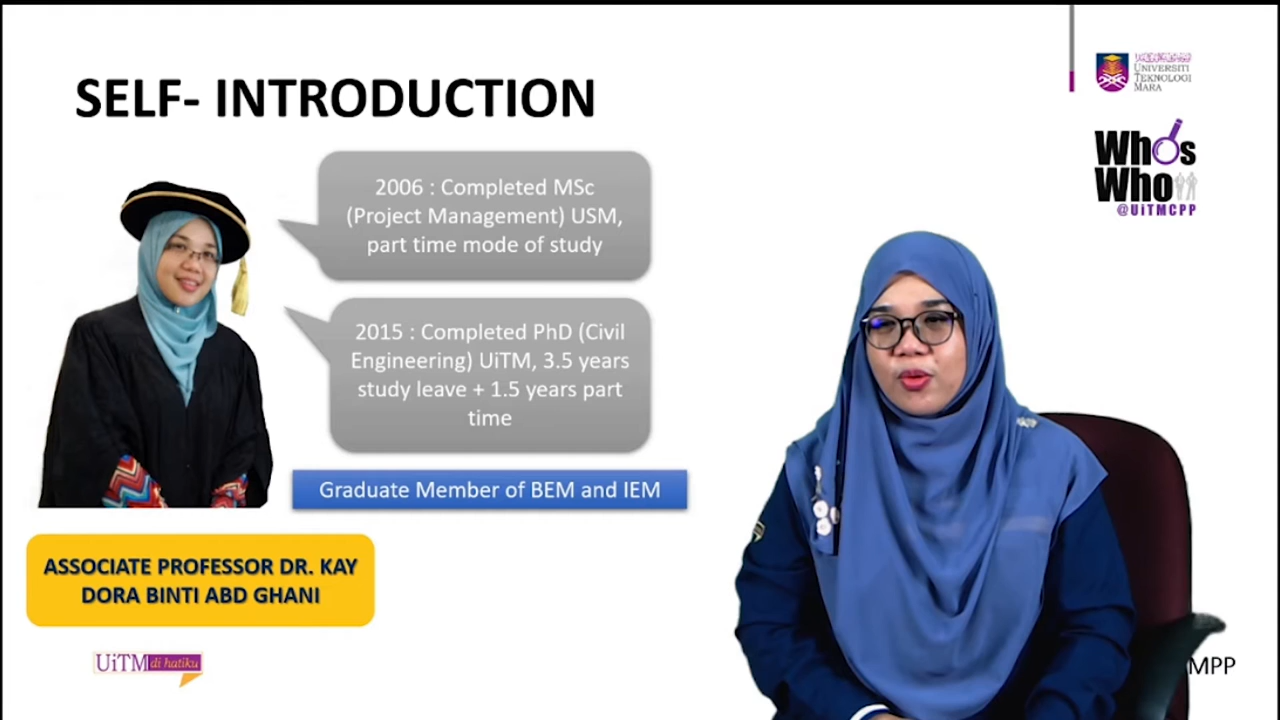 SELF- INTRODUCTION
2006 : Completed MSc
(Project Management) USM,
part time mode of study
2015 : Completed PhD (Civil
Engineering) UiTM, 3.5 years
study leave + 1.5 years part
time
Graduate Member of BEM and IEM
ASSOCIATE PROFESSOR DR. KAY
DORA BINTI ABD GHANI
UiTM di hatiku
UNIVERSITI
TEKNOLOGI
MARA
Who's
Who
@UiTMCPP
MPP